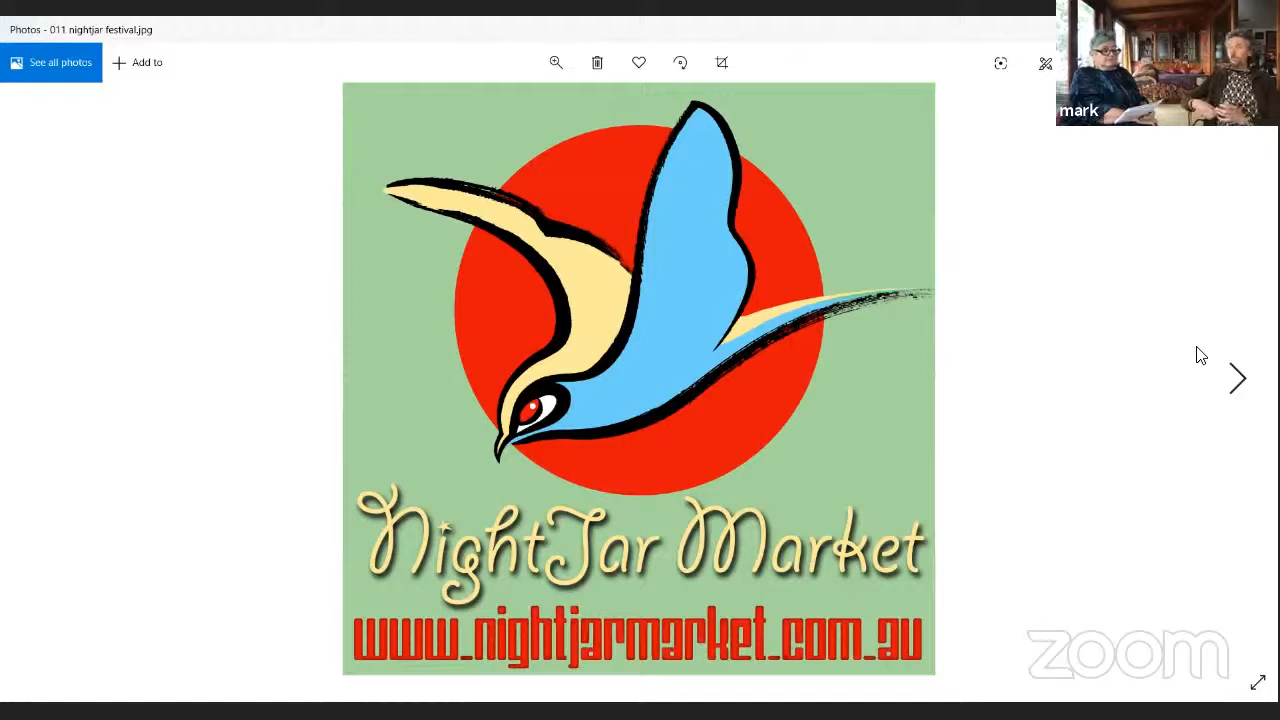 Photos - 011 nightjar festival.jpg
See all photos
Add to
mark
NightJar Market
www.nightjarmarket.com.au
zoom